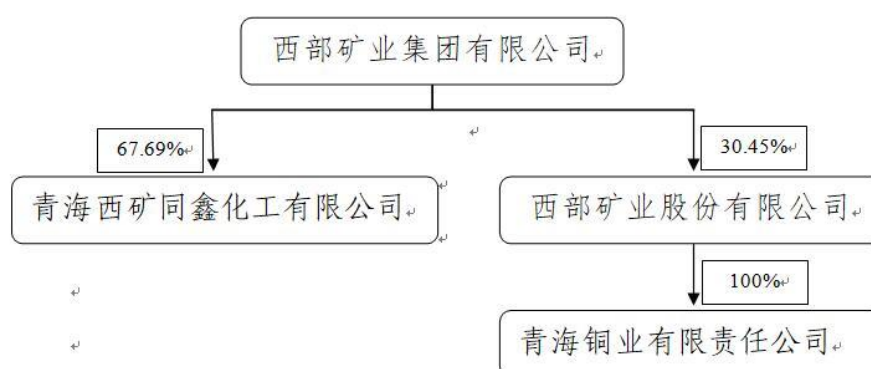 西部矿业集团有限公司
67.69%
30.45%
青海西矿同鑫化工有限公司
西部矿业股份有限公司
100%
青海铜业有限责任公司